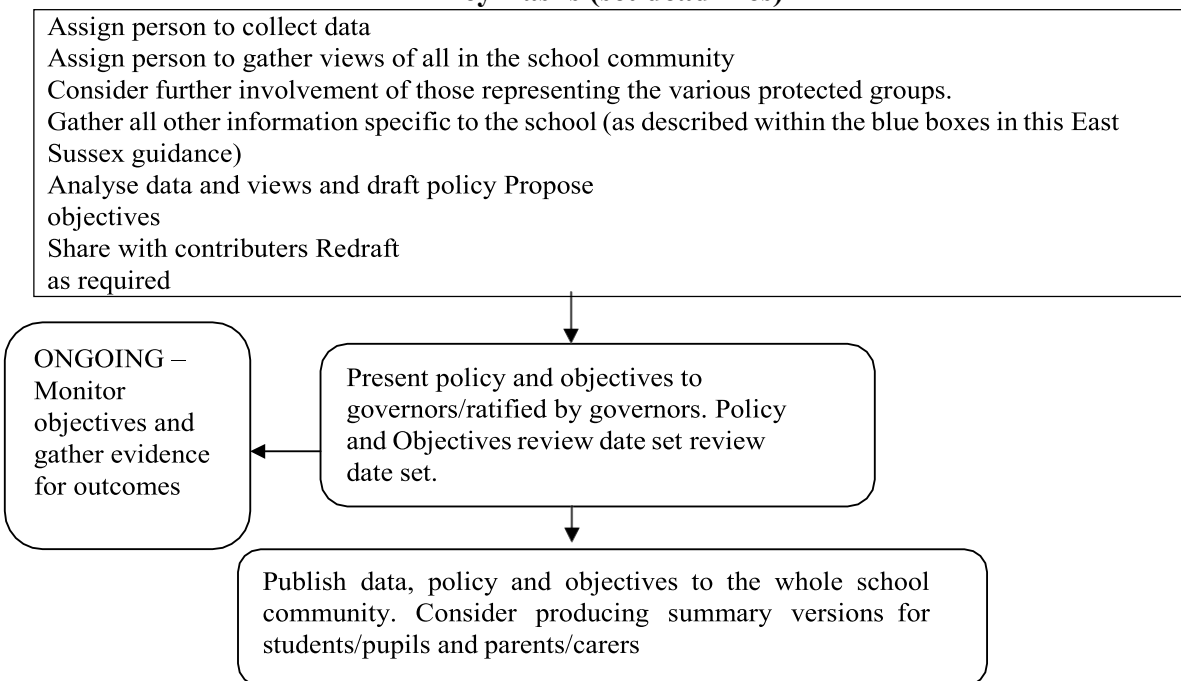 Assign person to collect data
Assign person to gather views of all in the school community
Consider further involvement of those representing the various protected groups.
Gather all other information specific to the school (as described within the blue boxes in this East
Sussex guidance)
Analyse data and views and draft policy Propose
objectives
Share with contributers Redraft
as required
ONGOING –
Monitor
objectives and
gather evidence
for outcomes
Present policy and objectives to
governors/ratified by governors. Policy
and Objectives review date set review
date set.
Publish data, policy and objectives to the whole school
community. Consider producing summary versions for
students/pupils and parents/carers